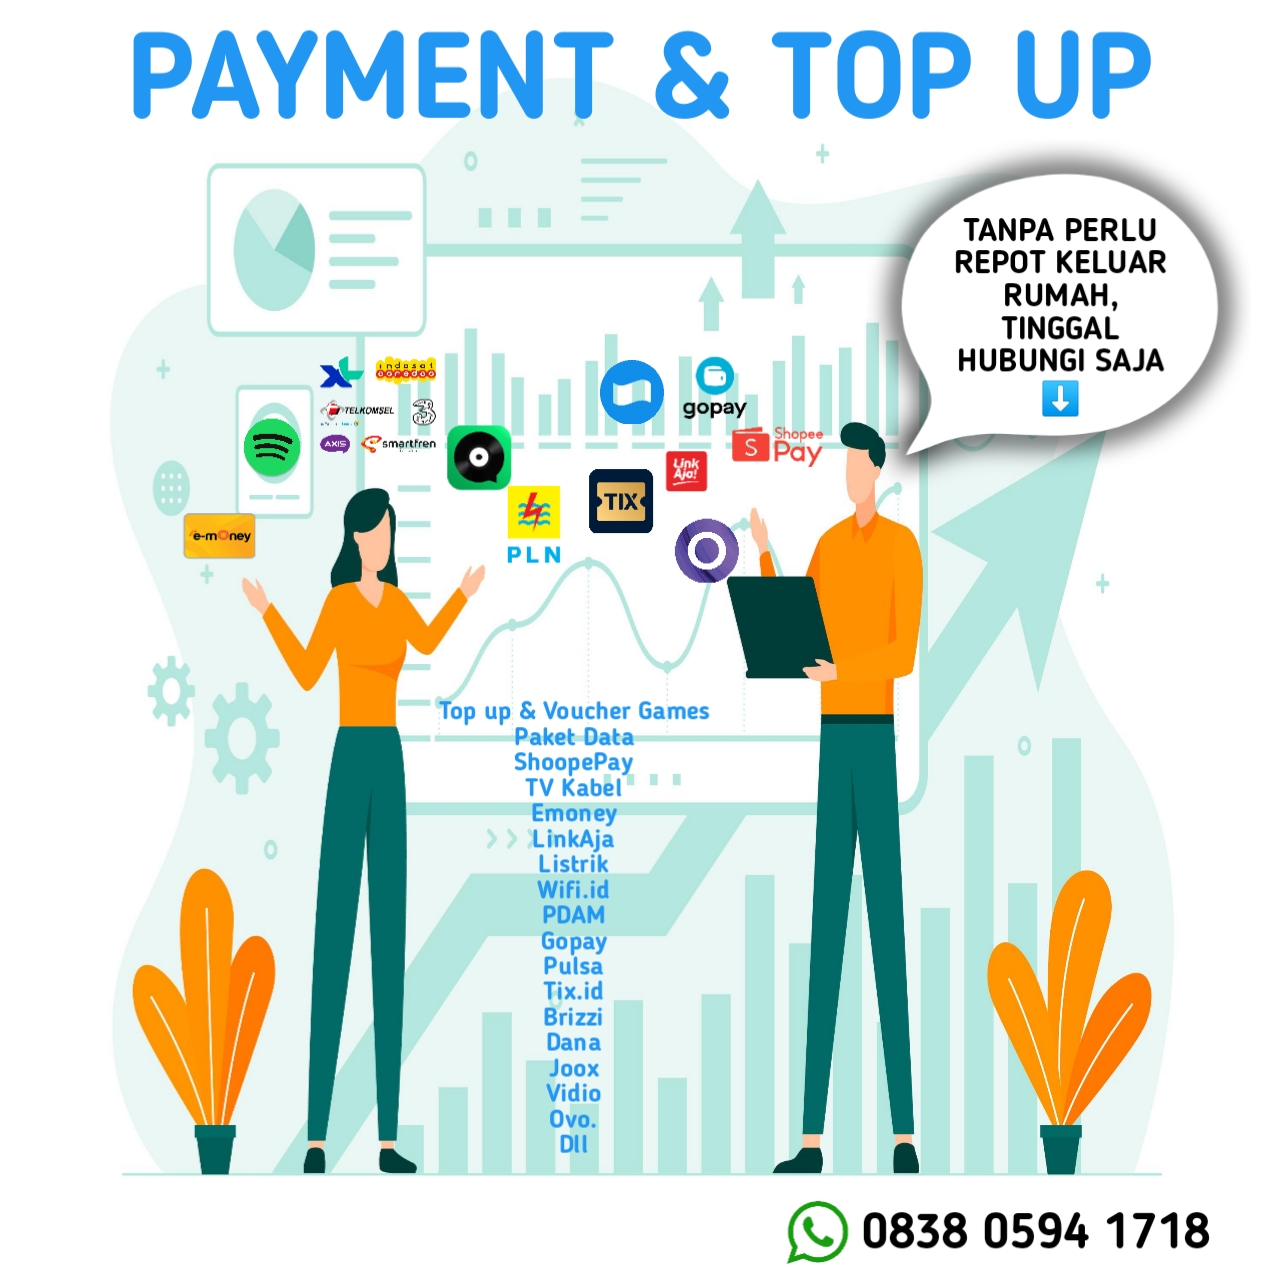 PAYMENT & TOP UP
TANPA PERLU
REPOT KELUAR
RUMAH,
TINGGAL
HUBUNGI SAJA
XL
indosat
ooredoo
TELKOMSEL
3
AXIS
smartfren
gopay
Shopee
Pay
S
Link
Aja!
TIX
e-money
PLN
Top up & Voucher Games
Paket Data
ShoopePay
TV Kabel
Emoney
LinkAja
Listrik
Wifi.id
PDAM
Gopay
Pulsa
Tix.id
Brizzi
Dana
Joox
Vidio
Ovo.
Dll
0838 0594 1718